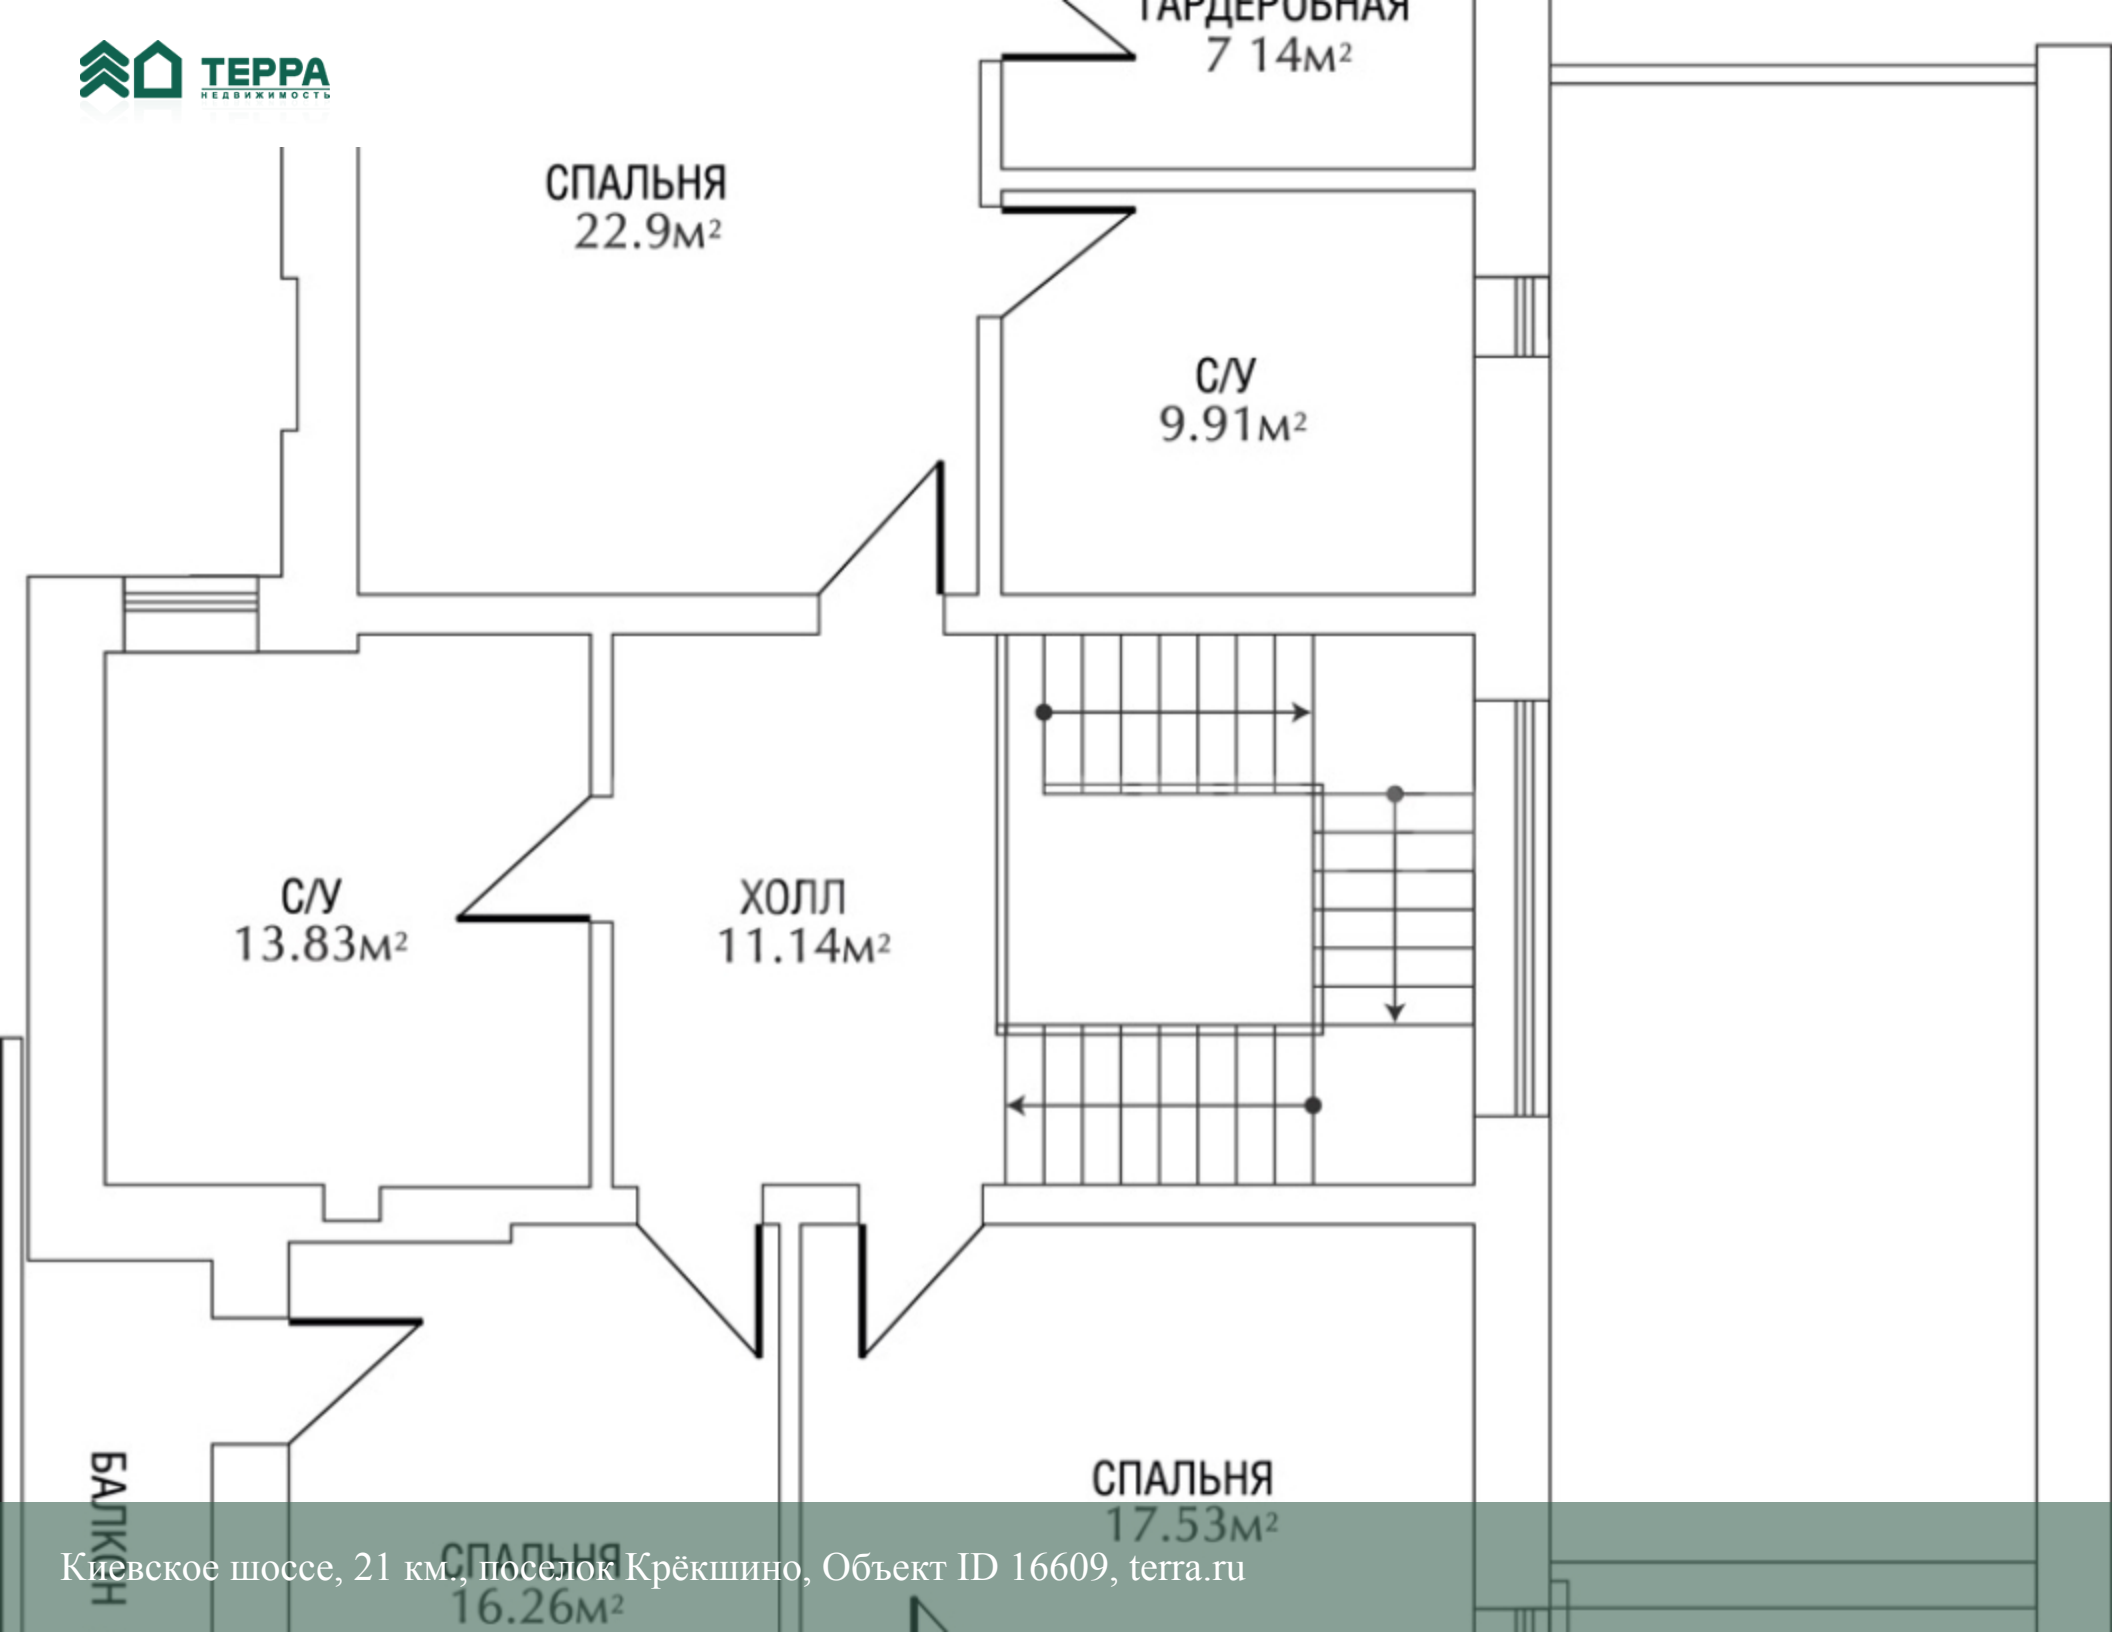 ГАРДЕРОБНАЯ
7 14м²
ТЕРРА
НЕДВИЖИМОСТЬ
СПАЛЬНЯ
22.9м²
С/У
9.91м²
С/У
13.83м²
ХОЛЛ
11.14м²
БАЛКОН
СПАЛЬНЯ
17.53м²
СПАЛЬНЯ
16.26м²
Киевское шоссе, 21 км., поселок Крёкшино, Объект ID 16609, terra.ru